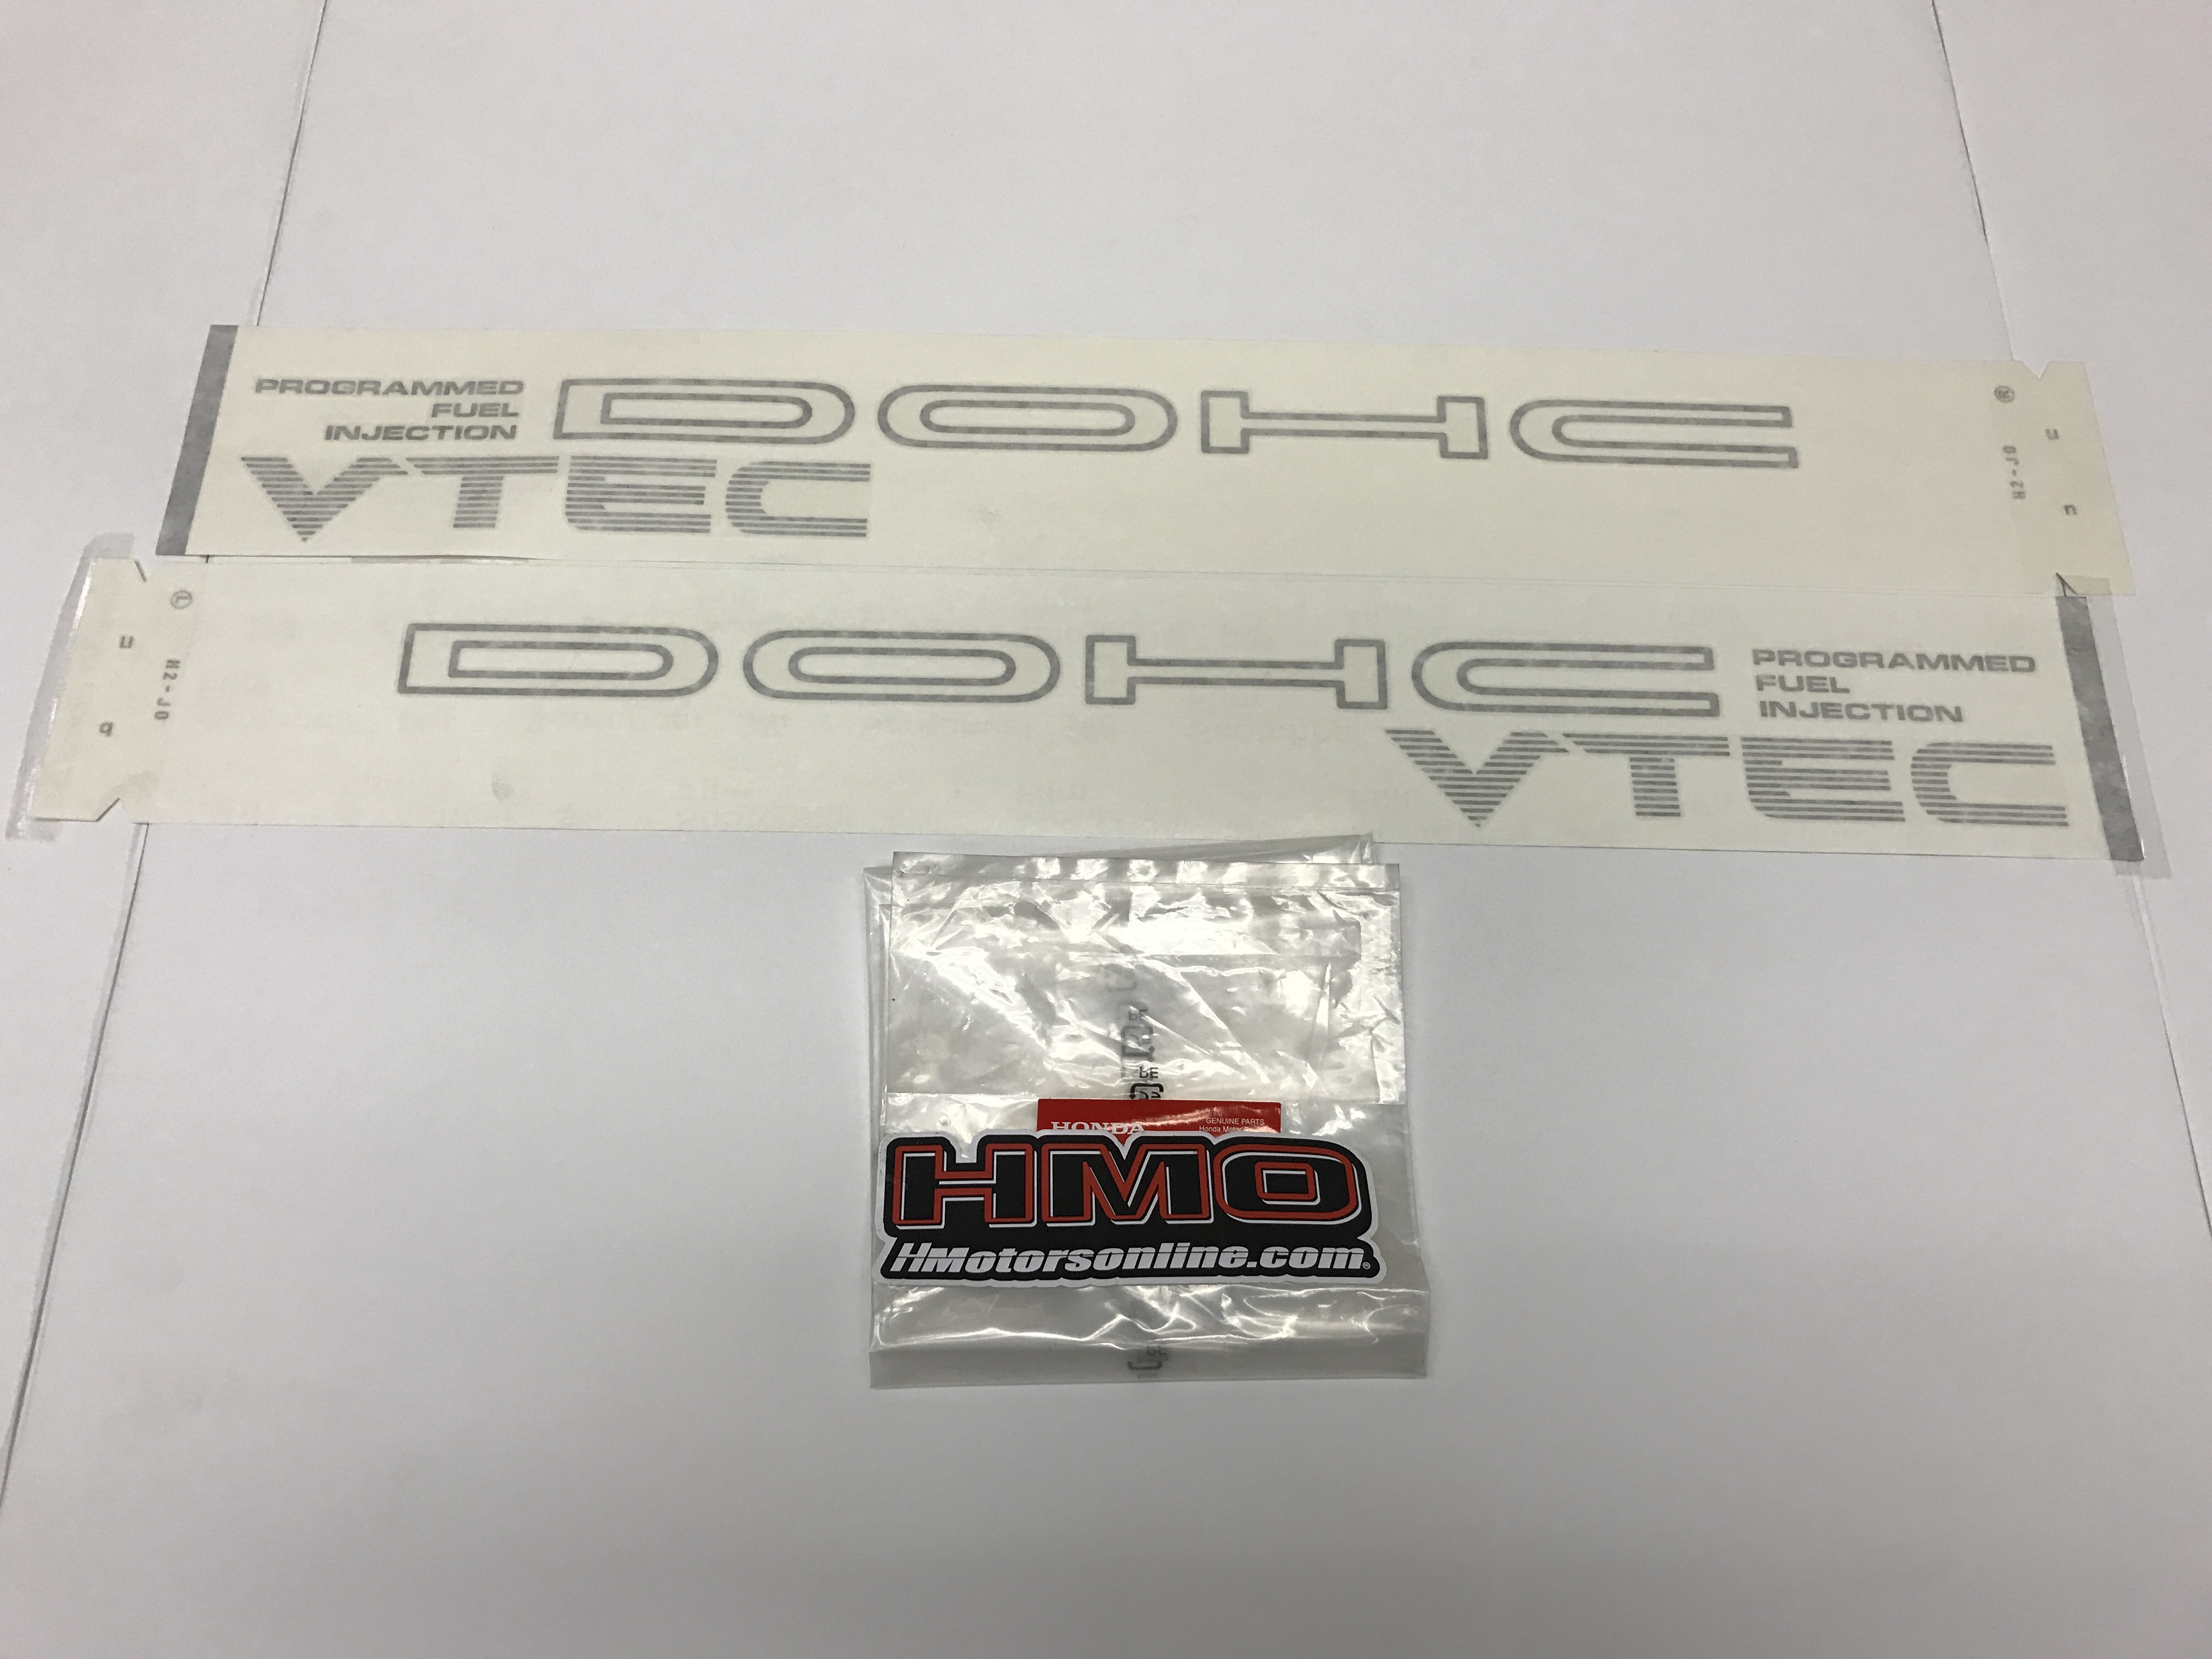 PROGRAMMED
FUEL
INJECTION
DOHC
VTEC
R
H2-J0
L
H2-J0
DOHC
PROGRAMMED
FUEL
INJECTION
VTEC
HONDA
GENUINE PARTS
Honda
HMO
HMotorsonline.com®